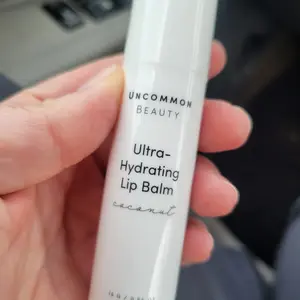 UNCOMMON
BEAUTY
Ultra-
Hydrating
Lip Balm
coconut